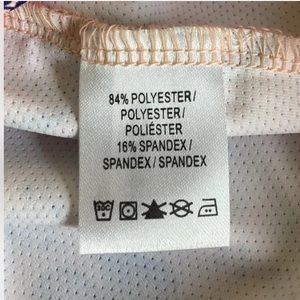 84% POLYESTER /
POLYESTER /
POLIÉSTER
16% SPANDEX /
SPANDEX / SPANDEX